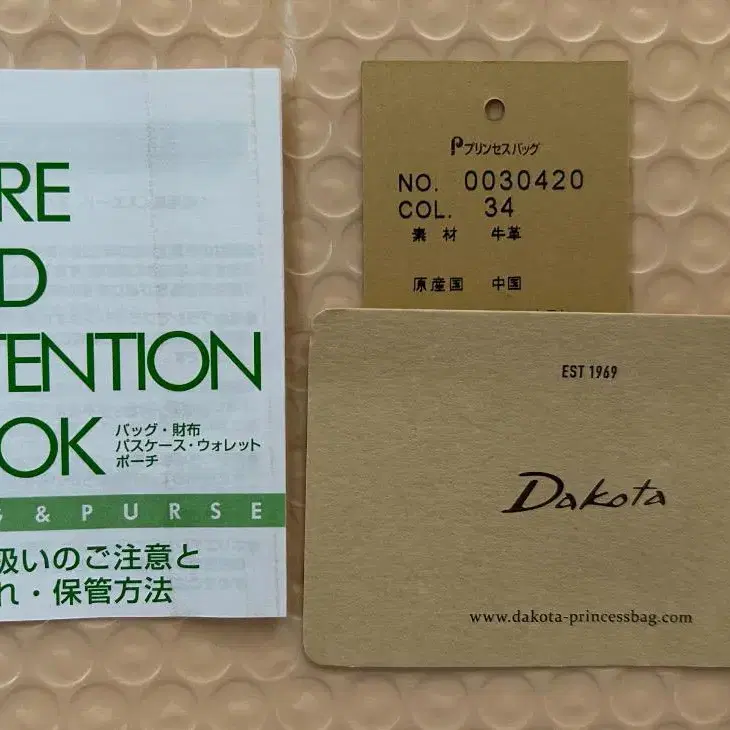 RE
D
TENTION
OK
バッグ・財布
パスケース・ウォレット
ポーチ
G & PURSE
扱いのご注意と
れ・保管方法
プリンセスバッグ
NO. 0030420
COL. 34
素材 牛革
原産国 中国
EST 1969
Dakota
www.dakota-princessbag.com